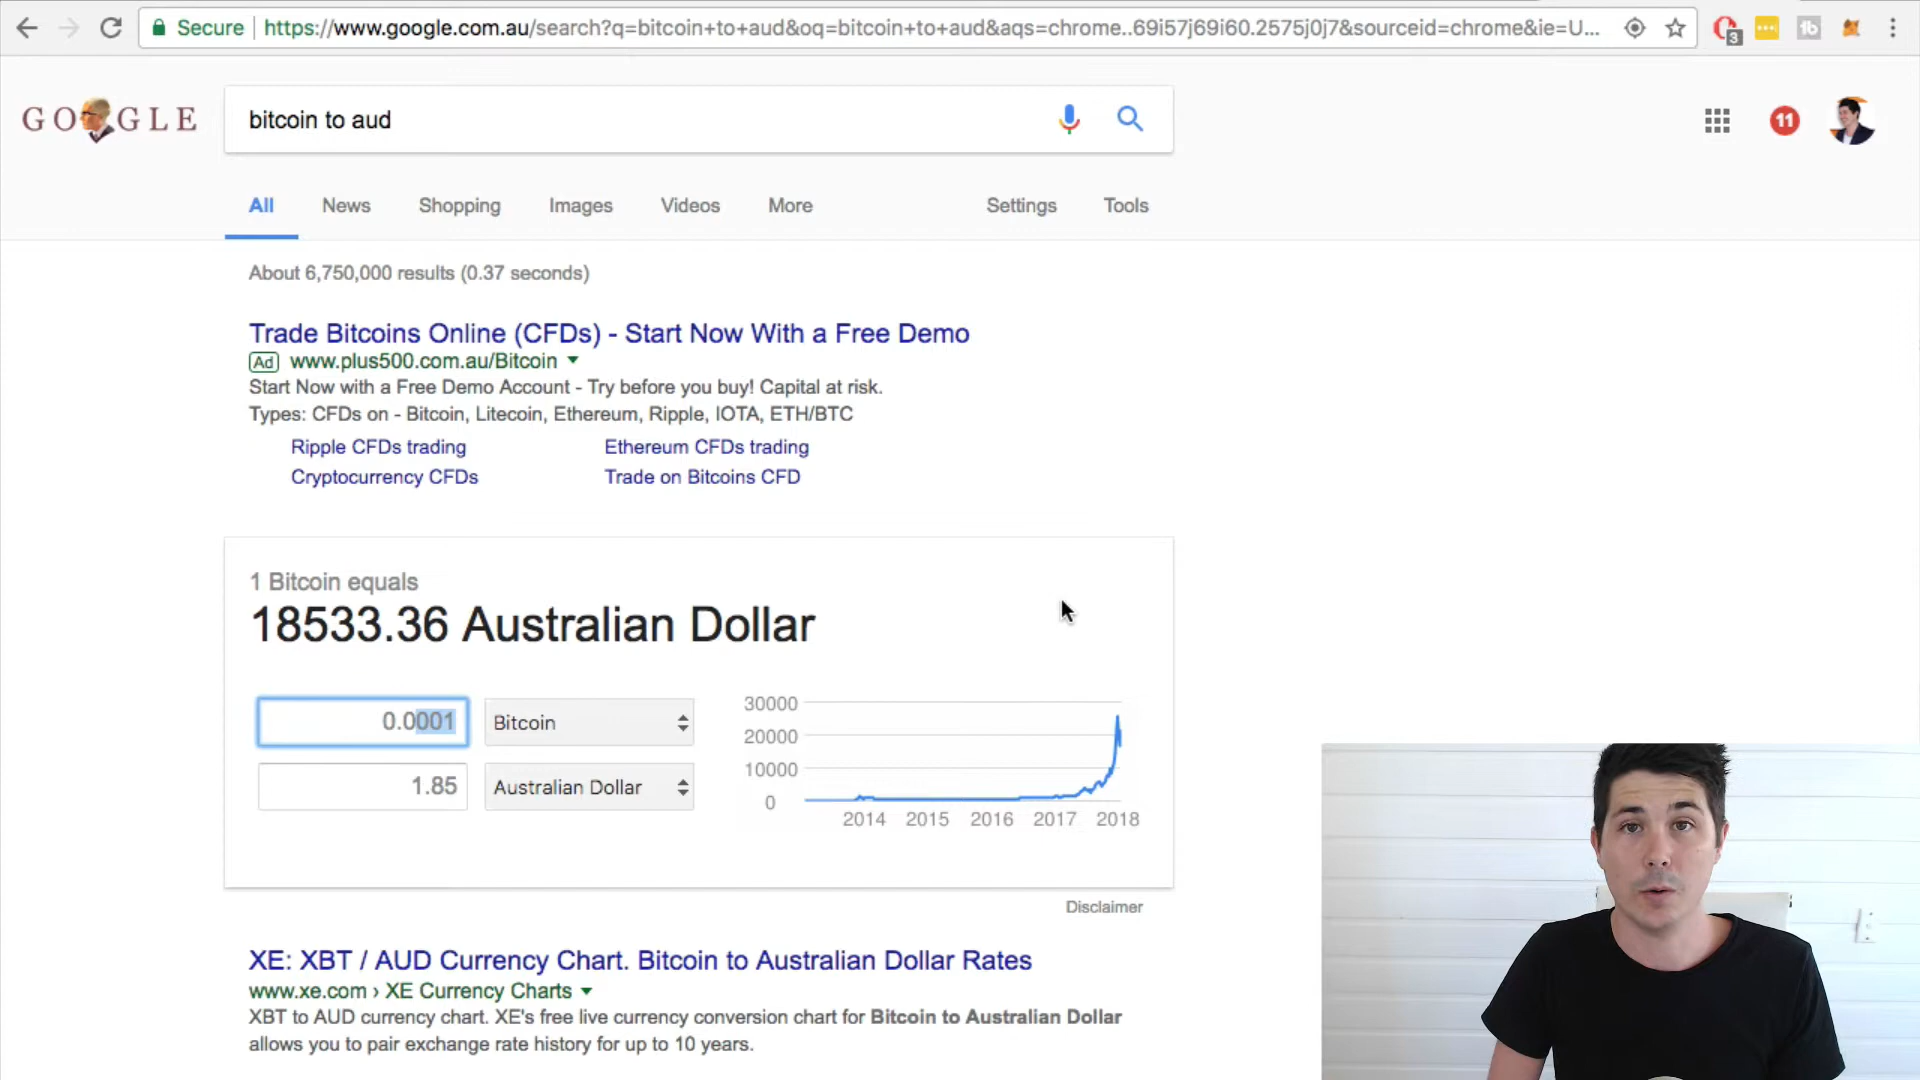 Secure https://www.google.com.au/search?q=bitcoin+to+aud&oq=bitcoin+to+aud&aqs=chrome..69i57j69i60.2575j0j7&sourceid=chrome&ie=U...
3
GOOGLE
bitcoin to aud
11
All News Shopping Images Videos More Settings Tools
About 6,750,000 results (0.37 seconds)
Trade Bitcoins Online (CFDs) - Start Now With a Free Demo
Ad www.plus500.com.au/Bitcoin
Start Now with a Free Demo Account - Try before you buy! Capital at risk.
Types: CFDs on - Bitcoin, Litecoin, Ethereum, Ripple, IOTA, ETH/BTC
Ripple CFDs trading Ethereum CFDs trading
Cryptocurrency CFDs Trade on Bitcoins CFD
1 Bitcoin equals
18533.36 Australian Dollar
0.0001 Bitcoin
1.85 Australian Dollar
30000
20000
10000
0
2014 2015 2016 2017 2018
Disclaimer
XE: XBT / AUD Currency Chart. Bitcoin to Australian Dollar Rates
www.xe.com › XE Currency Charts
XBT to AUD currency chart. XE's free live currency conversion chart for Bitcoin to Australian Dollar
allows you to pair exchange rate history for up to 10 years.